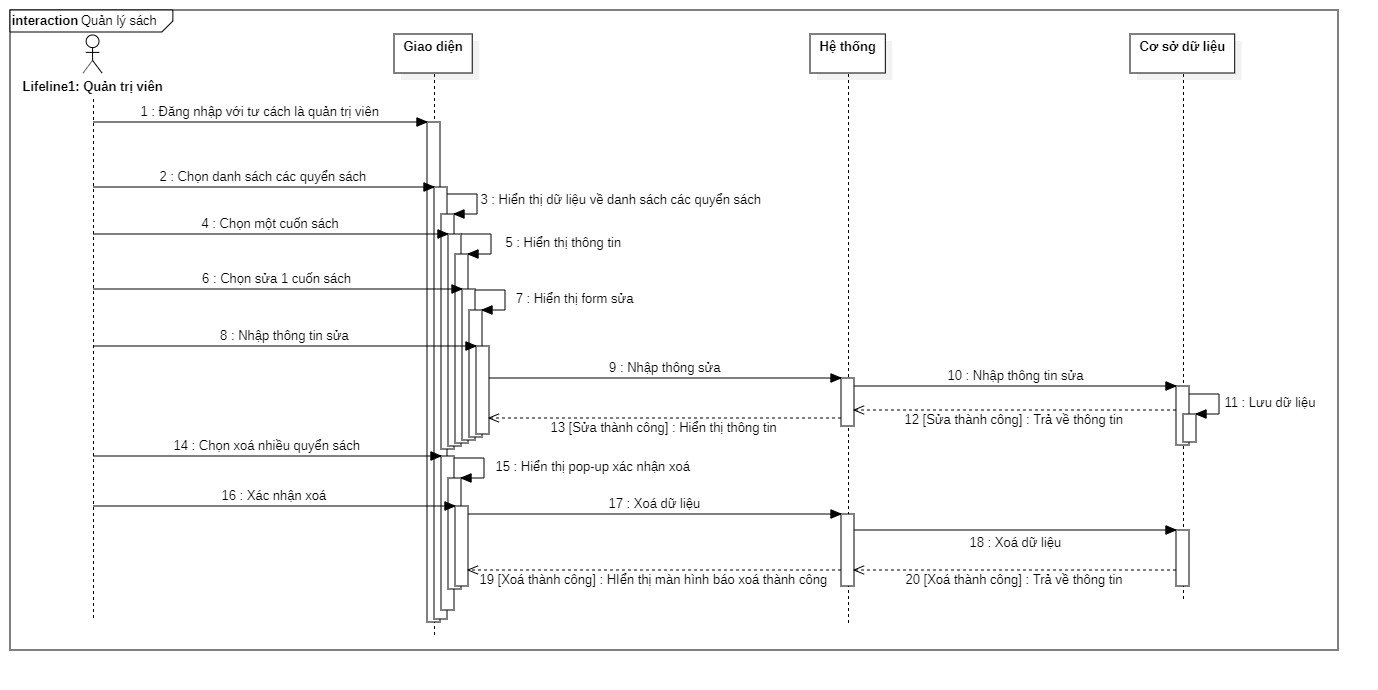 interaction Quản lý sách
Giao diện
Hệ thống
Cơ sở dữ liệu
Lifeline1: Quản trị viên
1 : Đăng nhập với tư cách là quản trị viên
2 : Chọn danh sách các quyển sách
3 : Hiển thị dữ liệu về danh sách các quyển sách
4 : Chọn một cuốn sách
5 : Hiển thị thông tin
6 : Chọn sửa 1 cuốn sách
7 : Hiển thị form sửa
8 : Nhập thông tin sửa
9 : Nhập thông sửa
10 : Nhập thông tin sửa
11 : Lưu dữ liệu
12 [Sửa thành công] : Trả về thông tin
13 [Sửa thành công] : Hiển thị thông tin
14 : Chọn xoá nhiều quyển sách
15 : Hiển thị pop-up xác nhận xoá
16 : Xác nhận xoá
17 : Xoá dữ liệu
18 : Xoá dữ liệu
19 [Xoá thành công] : HIển thị màn hình báo xoá thành công
20 [Xoá thành công] : Trả về thông tin